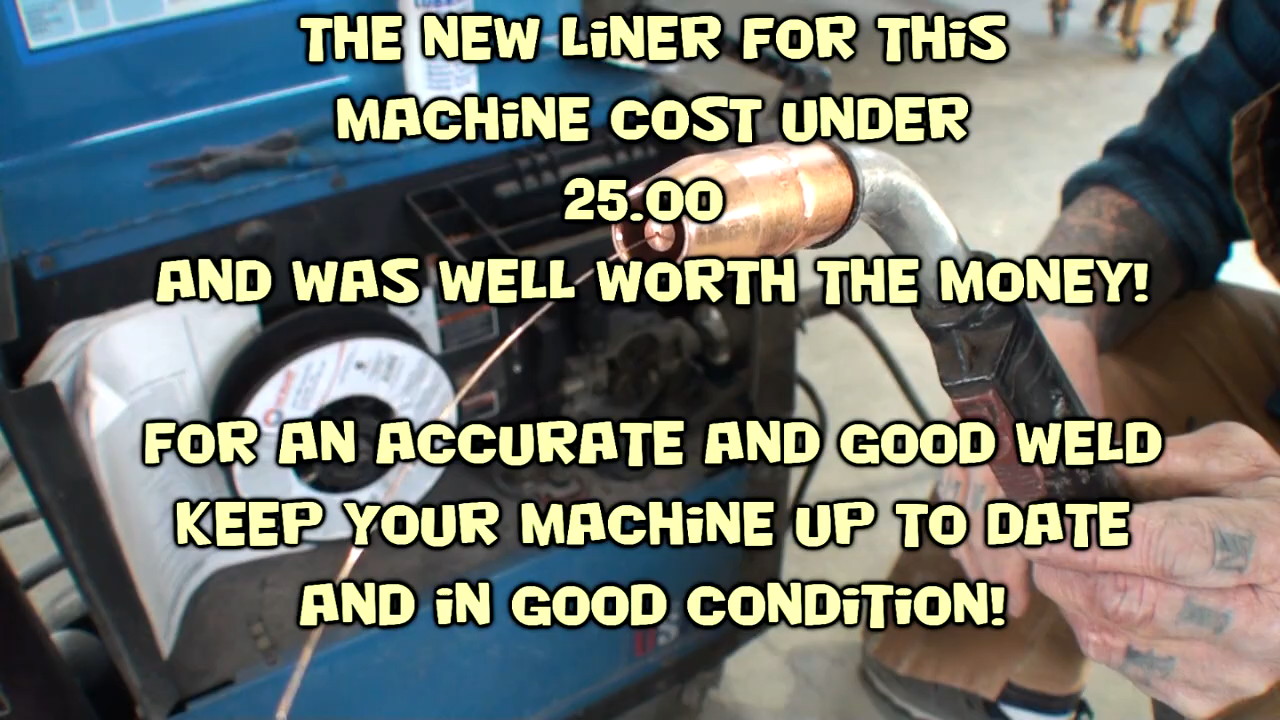 THE NEW LiNER FOR THiS
MACHiNE COST UNDER
25.00
AND WAS WELL WORTH THE MONEY!
FOR AN ACCURATE AND GOOD WELD
KEEP YOUR MACHiNE UP TO DATE
AND iN GOOD CONDiTiON!